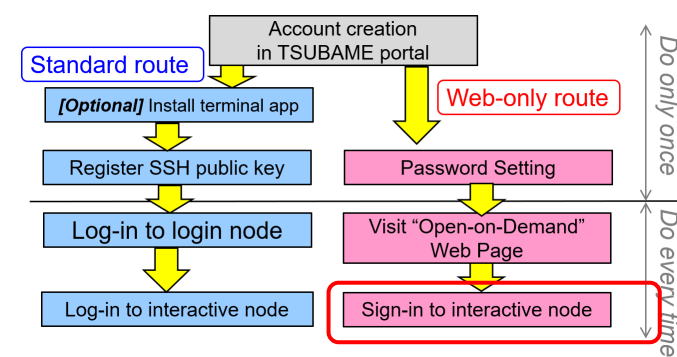 Account creation
in TSUBAME portal
Standard route
Web-only route
[Optional] Install terminal app
Register SSH public key
Password Setting
Do only once
Log-in to login node
Visit “Open-on-Demand”
Web Page
Log-in to interactive node
Sign-in to interactive node
Do every time